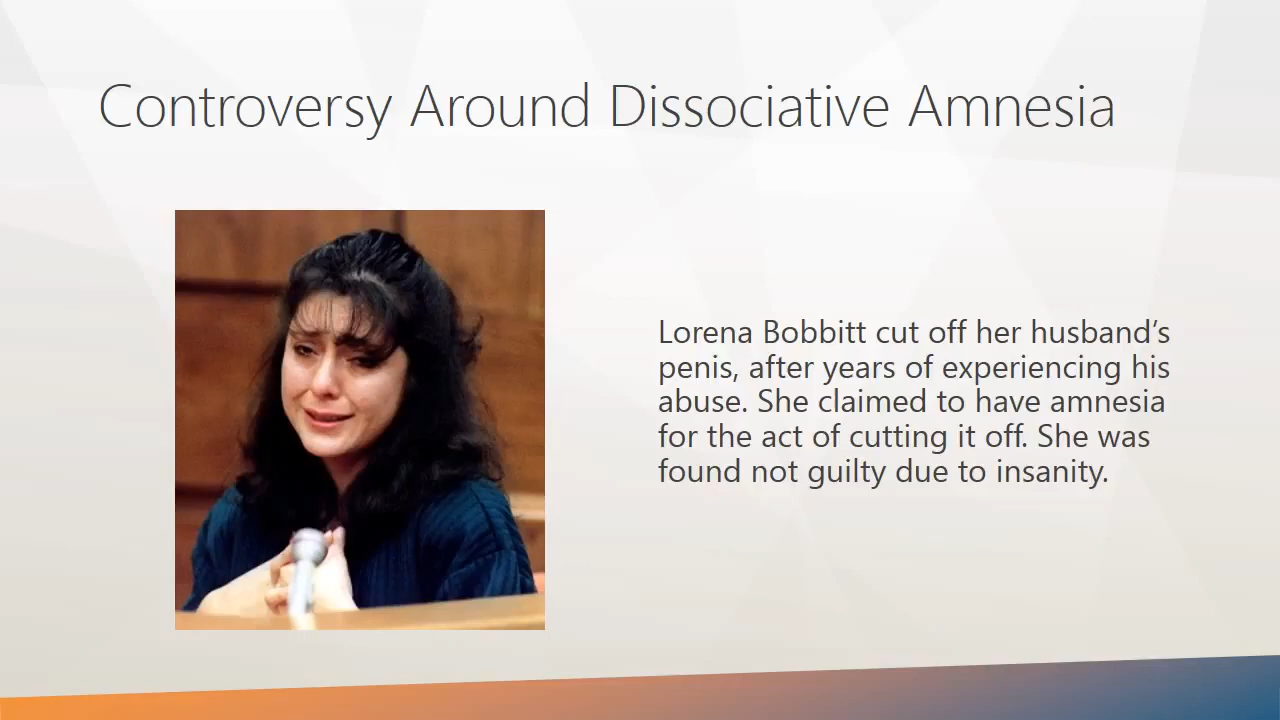 Controversy Around Dissociative Amnesia
Lorena Bobbitt cut off her husband’s
penis, after years of experiencing his
abuse. She claimed to have amnesia
for the act of cutting it off. She was
found not guilty due to insanity.